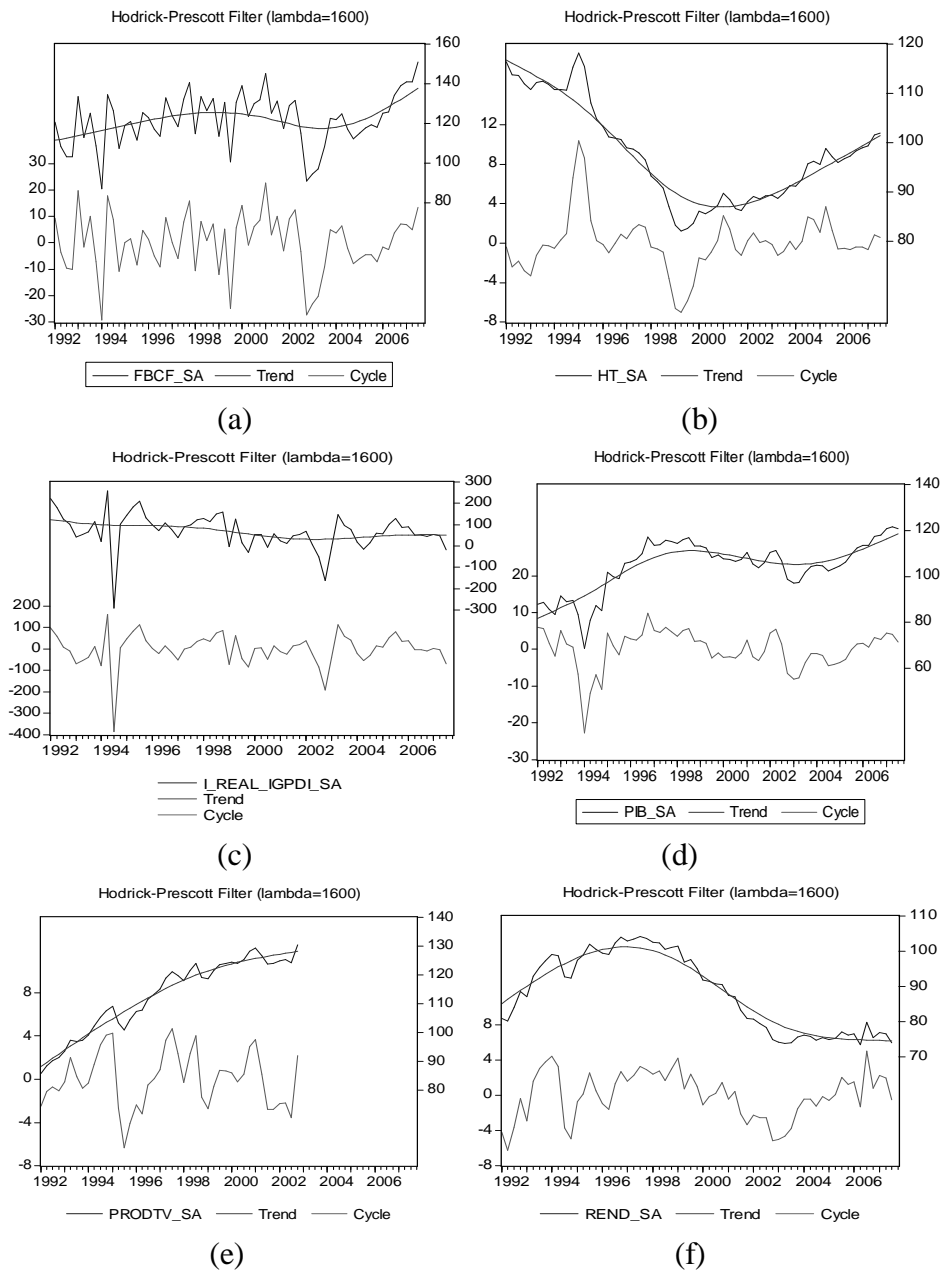 Hodrick-Prescott Filter (lambda=1600)
160
140
120
100
80
30
20
10
0
-10
-20
-30
1992 1994 1996 1998 2000 2002 2004 2006
FBCF_SA Trend Cycle
(a)
Hodrick-Prescott Filter (lambda=1600)
120
110
100
90
80
12
8
4
0
-4
-8
1992 1994 1996 1998 2000 2002 2004 2006
HT_SA Trend Cycle
(b)
Hodrick-Prescott Filter (lambda=1600)
300
200
100
0
-100
-200
-300
200
100
0
-100
-200
-300
-400
1992 1994 1996 1998 2000 2002 2004 2006
I_REAL_IGPDI_SA
Trend
Cycle
(c)
Hodrick-Prescott Filter (lambda=1600)
140
120
100
80
60
20
10
0
-10
-20
-30
1992 1994 1996 1998 2000 2002 2004 2006
PIB_SA Trend Cycle
(d)
Hodrick-Prescott Filter (lambda=1600)
140
130
120
110
100
90
80
8
4
0
-4
-8
1992 1994 1996 1998 2000 2002 2004 2006
PRODTV_SA Trend Cycle
(e)
Hodrick-Prescott Filter (lambda=1600)
110
100
90
80
70
8
4
0
-4
-8
1992 1994 1996 1998 2000 2002 2004 2006
REND_SA Trend Cycle
(f)